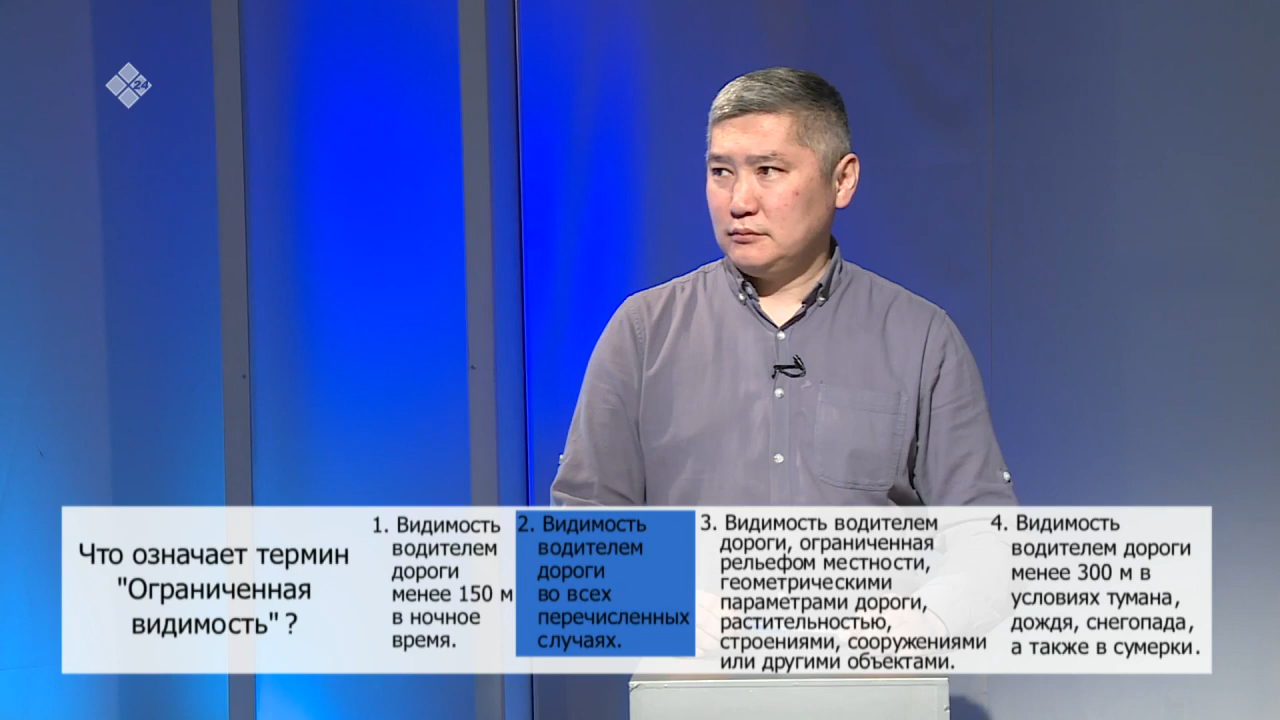 24
Что означает термин
"Ограниченная
видимость" ?
1. Видимость
водителем
дороги
менее 150 м
в ночное
время.
2. Видимость
водителем
дороги
во всех
перечисленных
случаях.
3. Видимость водителем
дороги, ограниченная
рельефом местности,
геометрическими
параметрами дороги,
растительностью,
строениями, сооружениями
или другими объектами.
4. Видимость
водителем дороги
менее 300 м в
условиях тумана,
дождя, снегопада,
а также в сумерки.